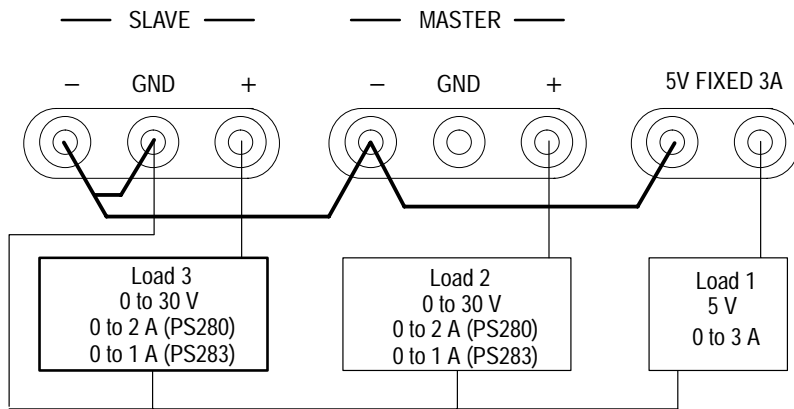 SLAVE
MASTER
− GND +
− GND +
5V FIXED 3A
Load 3
0 to 30 V
0 to 2 A (PS280)
0 to 1 A (PS283)
Load 2
0 to 30 V
0 to 2 A (PS280)
0 to 1 A (PS283)
Load 1
5 V
0 to 3 A